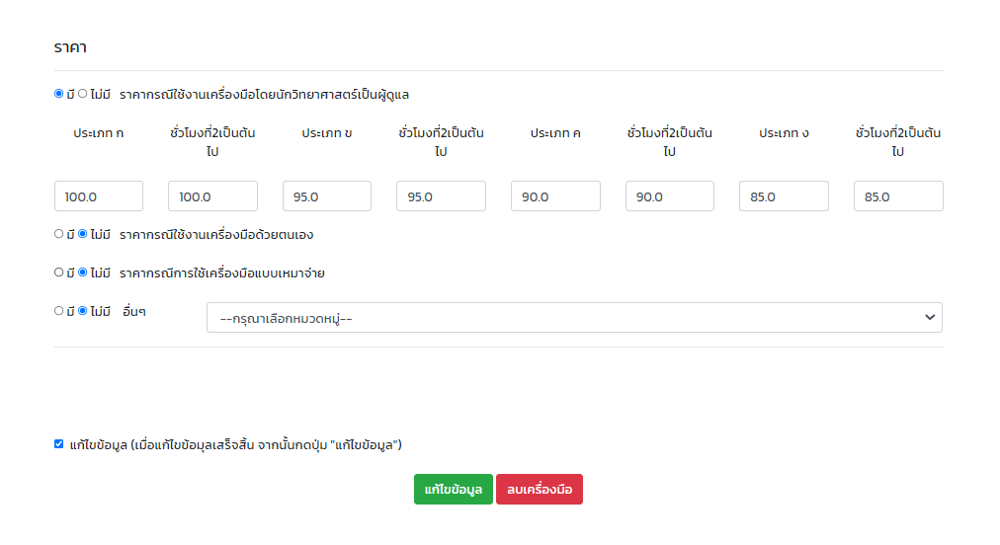 ราคา
มี ไม่มี ราคากรณีใช้งานเครื่องมือโดยนักวิทยาศาสตร์เป็นผู้ดูแล
ประเภท ก ชั่วโมงที่2เป็นต้น ประเภท ข ชั่วโมงที่2เป็นต้น ประเภท ค ชั่วโมงที่2เป็นต้น ประเภท ง ชั่วโมงที่2เป็นต้น
ไป ไป ไป ไป
100.0 100.0 95.0 95.0 90.0 90.0 85.0 85.0
มี ไม่มี ราคากรณีใช้งานเครื่องมือด้วยตนเอง
มี ไม่มี ราคากรณีการใช้เครื่องมือแบบเหมาจ่าย
มี ไม่มี อื่นๆ --กรุณาเลือกหมวดหมู่--
แก้ไขข้อมูล (เมื่อแก้ไขข้อมุลเสร็จสิ้น จากนั้นกดปุ่ม "แก้ไขข้อมูล")
แก้ไขข้อมูล ลบเครื่องมือ